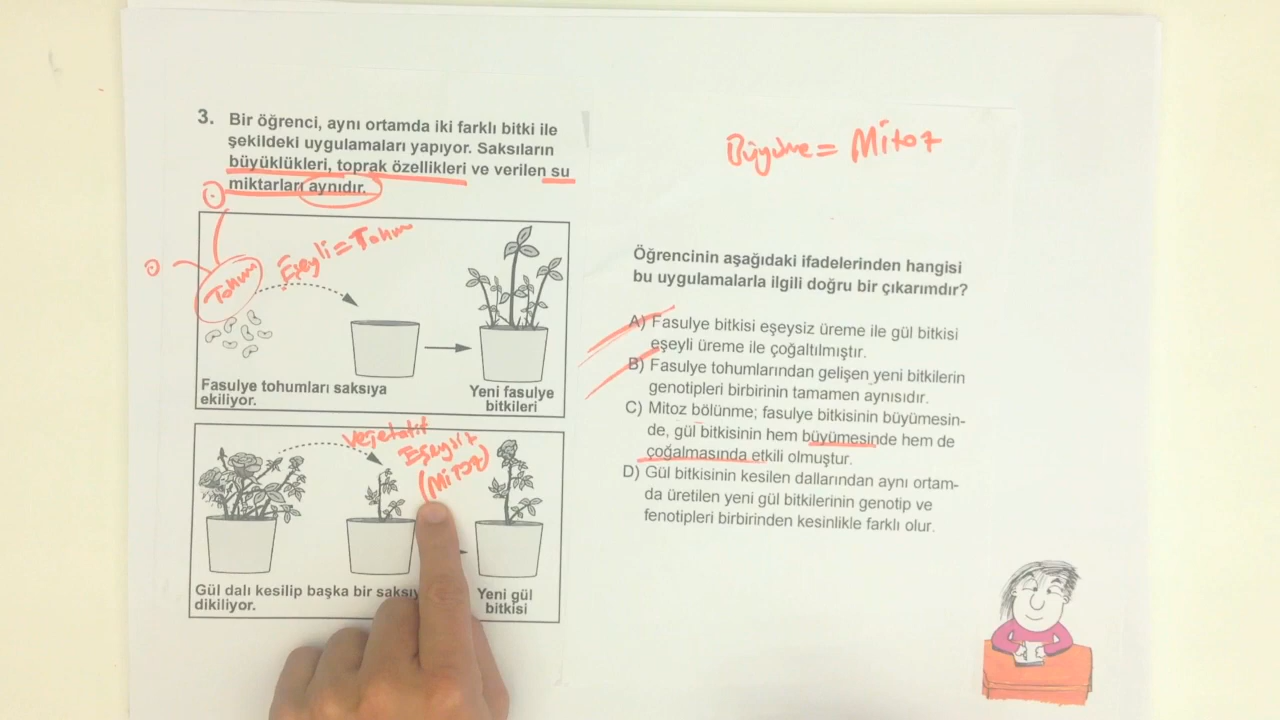 3. Bir öğrenci, aynı ortamda iki farklı bitki ile
şekildeki uygulamaları yapıyor. Saksıların
büyüklükleri, toprak özellikleri ve verilen su
miktarları aynıdır.
Tohum
Eşeyli = Tohum
Fasulye tohumları saksıya
ekiliyor.
Yeni fasulye
bitkileri
Vejetatif
Eşeysiz
(Mitoz)
Gül dalı kesilip başka bir
dikiliyor.
Yeni gül
bitkisi
Büyüme = Mitoz
Öğrencinin aşağıdaki ifadelerinden hangisi
bu uygulamalarla ilgili doğru bir çıkarımdır?
A) Fasulye bitkisi eşeysiz üreme ile gül bitkisi
eşeyli üreme ile çoğaltılmıştır.
B) Fasulye tohumlarından gelişen yeni bitkilerin
genotipleri birbirinin tamamen aynısıdır.
C) Mitoz bölünme; fasulye bitkisinin büyümesin-
de, gül bitkisinin hem büyümesinde hem de
çoğalmasında etkili olmuştur.
D) Gül bitkisinin kesilen dallarından aynı ortam-
da üretilen yeni gül bitkilerinin genotip ve
fenotipleri birbirinden kesinlikle farklı olur.